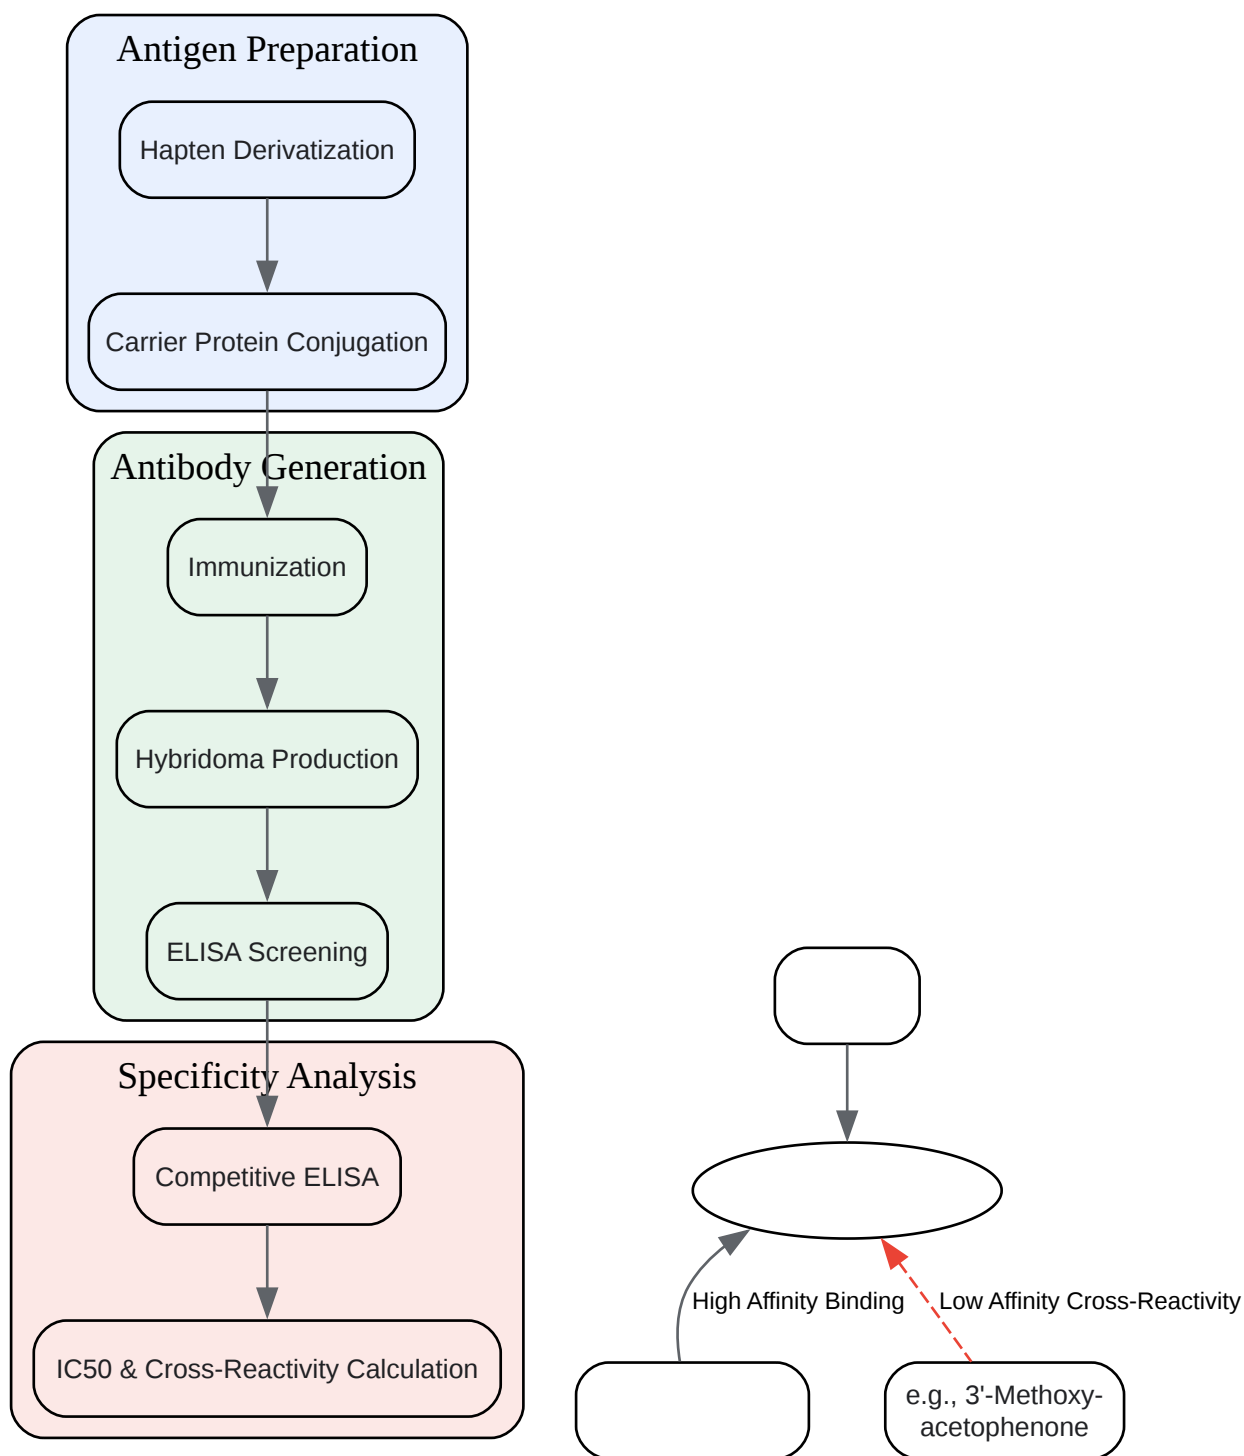 Antigen Preparation
Hapten Derivatization
Carrier Protein Conjugation
Antibody Generation
Immunization
Hybridoma Production
ELISA Screening
Specificity Analysis
Competitive ELISA
IC50 & Cross-Reactivity Calculation
High Affinity Binding
Low Affinity Cross-Reactivity
e.g., 3'-Methoxy-
acetophenone